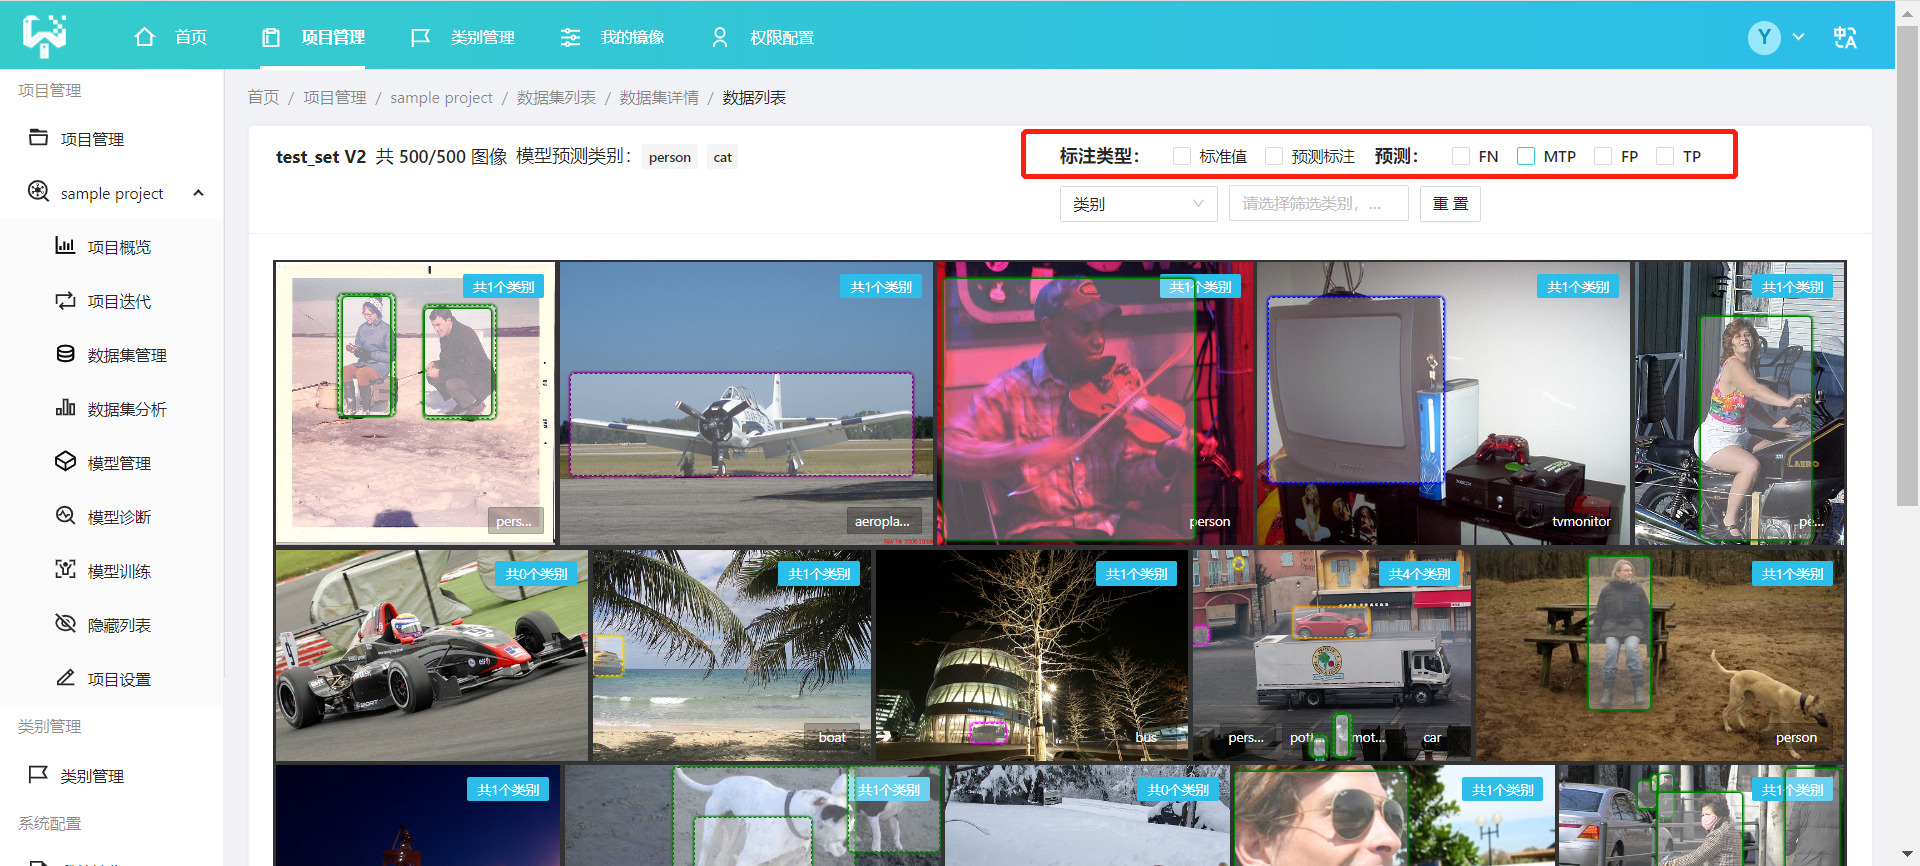 首页 项目管理 类别管理 我的镜像 权限配置 Y
项目管理
项目管理
sample project
项目概览
项目迭代
数据集管理
数据集分析
模型管理
模型诊断
模型训练
隐藏列表
项目设置
类别管理
类别管理
系统配置
首页 / 项目管理 / sample project / 数据集列表 / 数据集详情 / 数据列表
test_set V2 共 500/500 图像 模型预测类别： person cat
标注类型： 标准值 预测标注 预测： FN MTP FP TP
类别 请选择筛选类别，... 重 置
共1个类别 共1个类别 共1个类别 共1个类别 共1个类别
pers... aeropla... person tvmonitor pe...
共0个类别 共1个类别 共1个类别 共4个类别 共1个类别
boat bus pers... pott mot... car person
共1个类别 共1个类别 共0个类别 共1个类别 共1个类别